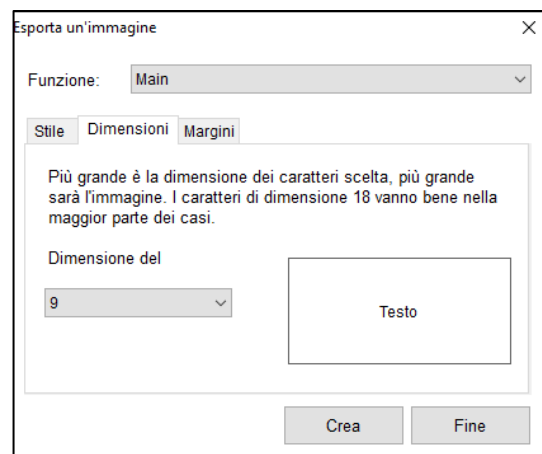 Esporta un'immagine
Funzione: Main
Stile Dimensioni Margini
Più grande è la dimensione dei caratteri scelta, più grande
sarà l'immagine. I caratteri di dimensione 18 vanno bene nella
maggior parte dei casi.
Dimensione del
9
Testo
Crea Fine